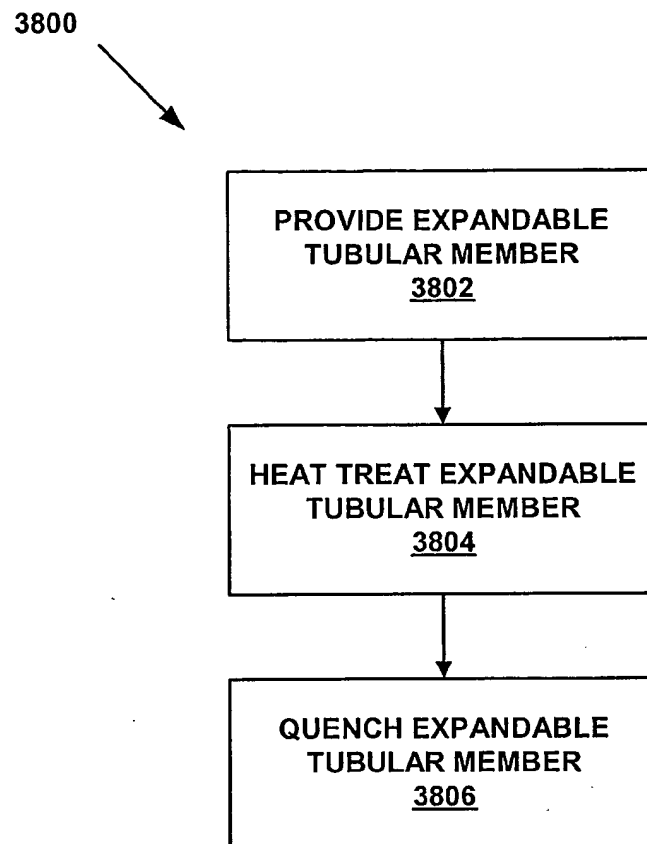 3800
PROVIDE EXPANDABLE
TUBULAR MEMBER
3802
HEAT TREAT EXPANDABLE
TUBULAR MEMBER
3804
QUENCH EXPANDABLE
TUBULAR MEMBER
3806